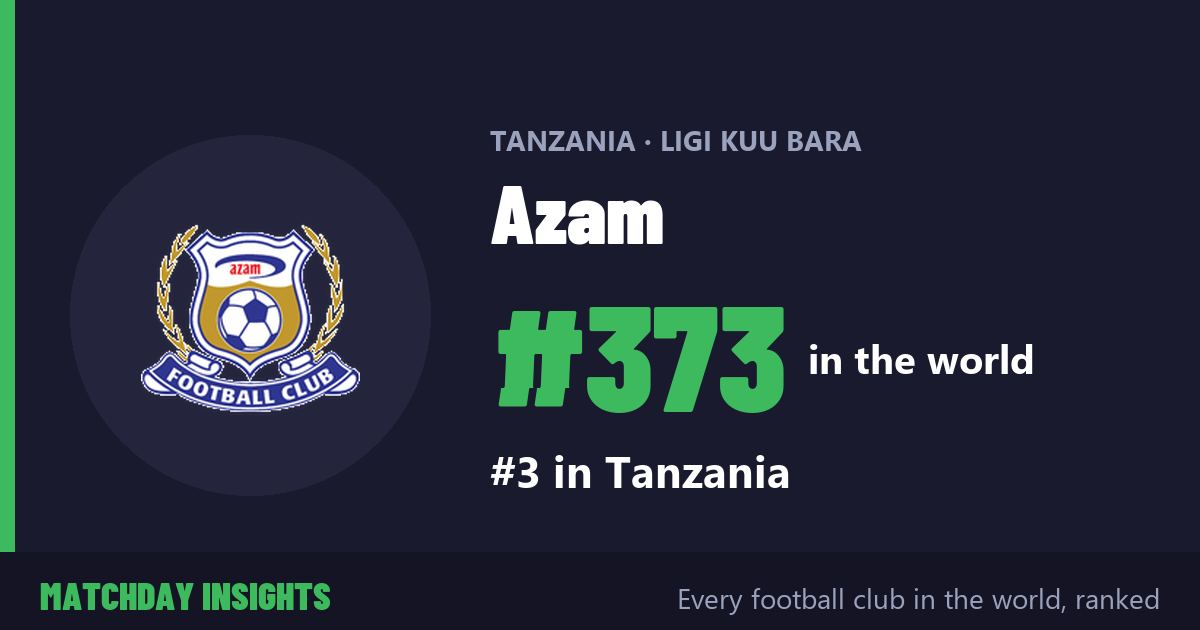 TANZANIA · LIGI KUU BARA
Azam
azam
FOOTBALL CLUB
#373 in the world
#3 in Tanzania
MATCHDAY INSIGHTS
Every football club in the world, ranked